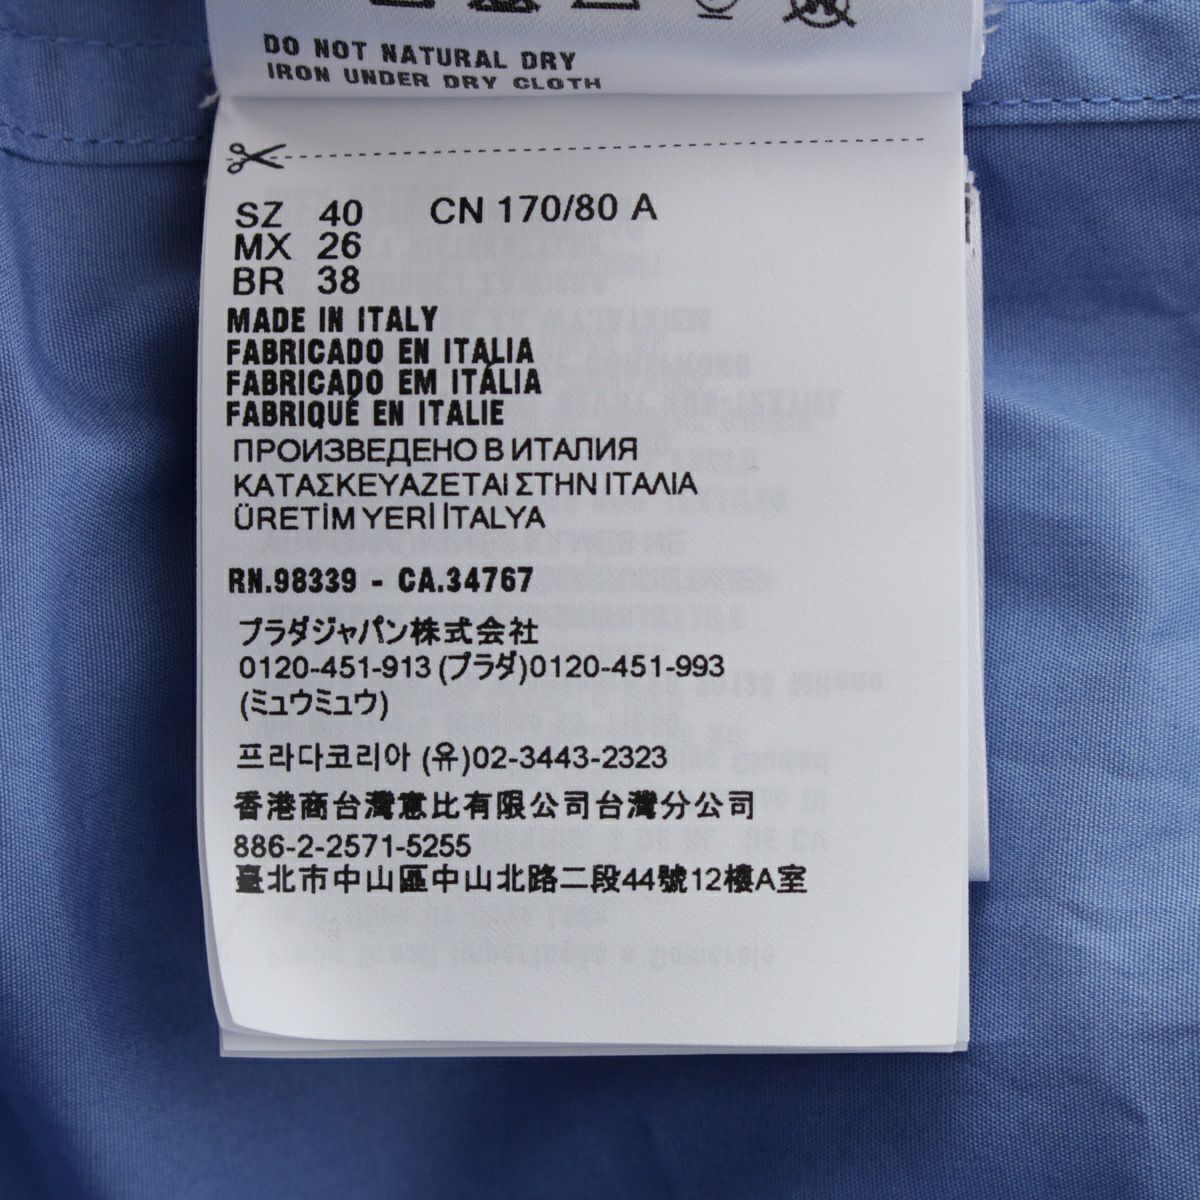 DO NOT NATURAL DRY
IRON UNDER DRY CLOTH
SZ 40 CN 170/80 A
MX 26
BR 38
MADE IN ITALY
FABRICADO EN ITALIA
FABRICADO EM ITÁLIA
FABRIQUÉ EN ITALIE
ПРОИЗВЕДЕНО В ИТАЛИЯ
ΚΑΤΑΣΚΕΥΑΖΕΤΑΙ ΣΤΗΝ ΙΤΑΛΙΑ
ÜRETİM YERİ İTALYA
RN.98339 - CA.34767
プラダジャパン株式会社
0120-451-913 (プラダ)0120-451-993
(ミュウミュウ)
프라다코리아 (유)02-3443-2323
香港商台灣意比有限公司台灣分公司
886-2-2571-5255
臺北市中山區中山北路二段44號12樓A室